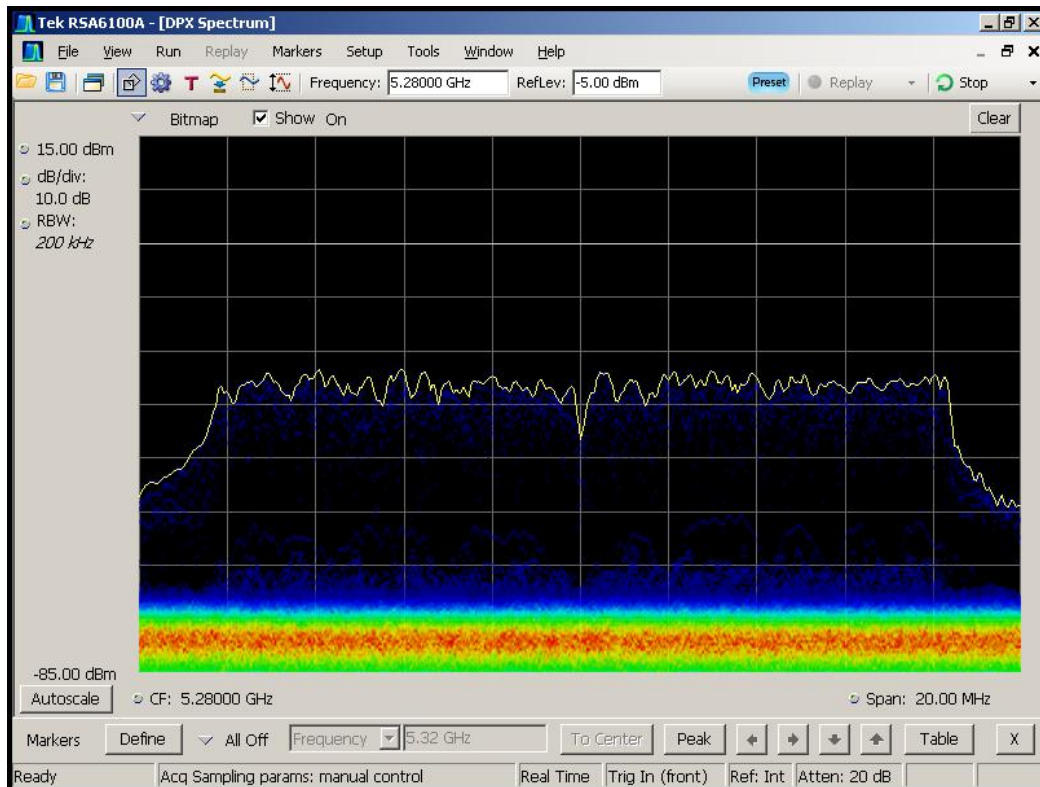 Tek RSA6100A - [DPX Spectrum]
File View Run Replay Markers Setup Tools Window Help
T Frequency: 5.28000 GHz RefLev: -5.00 dBm Preset Replay Stop
Bitmap Show On Clear
15.00 dBm
dB/div:
10.0 dB
RBW:
200 kHz
-85.00 dBm
Autoscale CF: 5.28000 GHz Span: 20.00 MHz
Markers Define All Off Frequency 5.32 GHz To Center Peak Table X
Ready Acq Sampling params: manual control Real Time Trig In (front) Ref: Int Atten: 20 dB